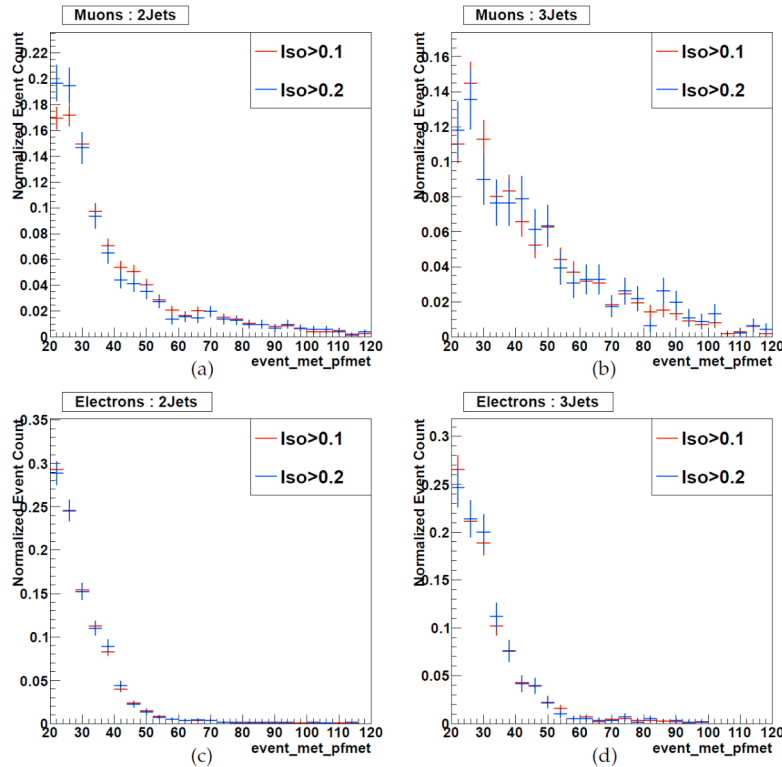 Muons : 2Jets
Normalized Event Count
0.22
0.2
0.18
0.16
0.14
0.12
0.1
0.08
0.06
0.04
0.02
0
Iso>0.1
Iso>0.2
20 30 40 50 60 70 80 90 100 110 120
event_met_pfmet
(a)
Muons : 3Jets
Normalized Event Count
0.16
0.14
0.12
0.1
0.08
0.06
0.04
0.02
0
Iso>0.1
Iso>0.2
20 30 40 50 60 70 80 90 100 110 120
event_met_pfmet
(b)
Electrons : 2Jets
Normalized Event Count
0.35
0.3
0.25
0.2
0.15
0.1
0.05
0
Iso>0.1
Iso>0.2
20 30 40 50 60 70 80 90 100 110 120
event_met_pfmet
(c)
Electrons : 3Jets
Normalized Event Count
0.3
0.25
0.2
0.15
0.1
0.05
0
Iso>0.1
Iso>0.2
20 30 40 50 60 70 80 90 100 110 120
event_met_pfmet
(d)